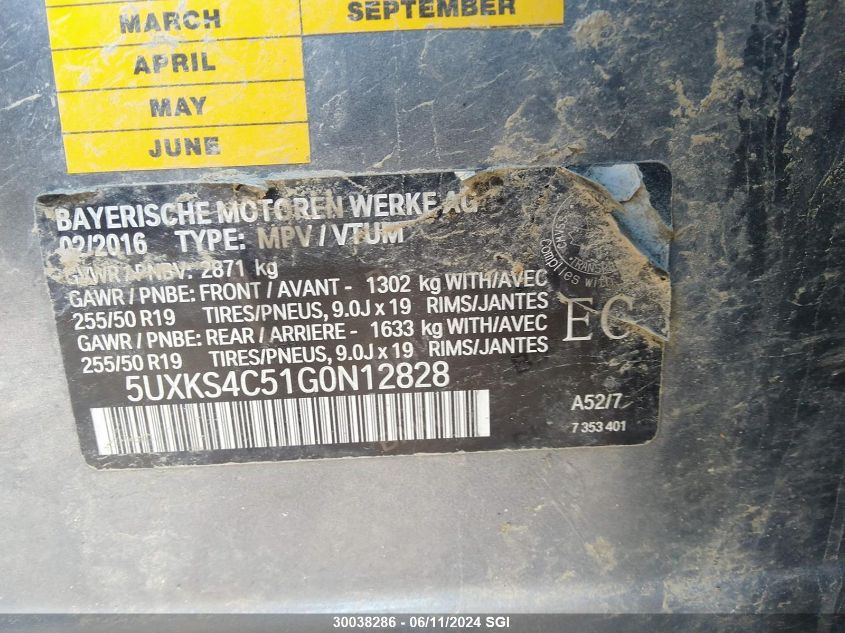 MARCH
SEPTEMBER
APRIL
MAY
JUNE
BAYERISCHE MOTOREN WERKE AG
02/2016 TYPE: MPV / VTUM
GVWR / PNBV: 2871 kg
GAWR / PNBE: FRONT / AVANT - 1302 kg WITH/AVEC
255/50 R19 TIRES/PNEUS, 9.0J x 19 RIMS/JANTES
GAWR / PNBE: REAR / ARRIERE - 1633 kg WITH/AVEC
255/50 R19 TIRES/PNEUS, 9.0J x 19 RIMS/JANTES
EC
5UXKS4C51G0N12828
A52/7
7 353 401
30038286 - 06/11/2024 SGI